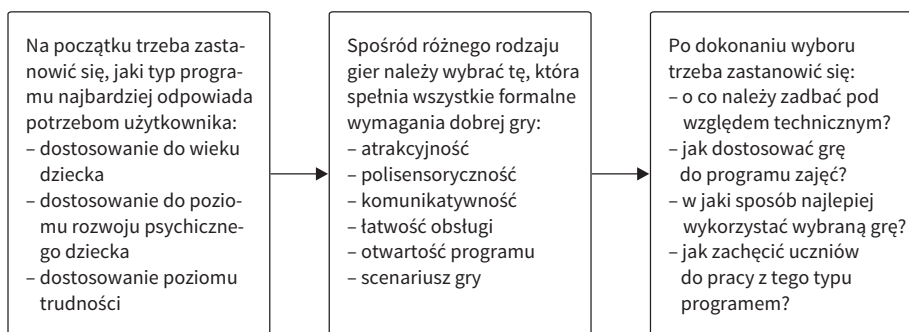 Na początku trzeba zasta-
nowić się, jaki typ progra-
mu najbardziej odpowiada
potrzebom użytkownika:
– dostosowanie do wieku
dziecka
– dostosowanie do pozio-
mu rozwoju psychiczne-
go dziecka
– dostosowanie poziomu
trudności
Spośród różnego rodzaju
gier należy wybrać tę, która
spełnia wszystkie formalne
wymagania dobrej gry:
– atrakcyjność
– polisensoryczność
– komunikatywność
– łatwość obsługi
– otwartość programu
– scenariusz gry
Po dokonaniu wyboru
trzeba zastanowić się:
– o co należy zadbać pod
względem technicznym?
– jak dostosować grę
do programu zajęć?
– w jaki sposób najlepiej
wykorzystać wybraną grę?
– jak zachęcić uczniów
do pracy z tego typu
programem?